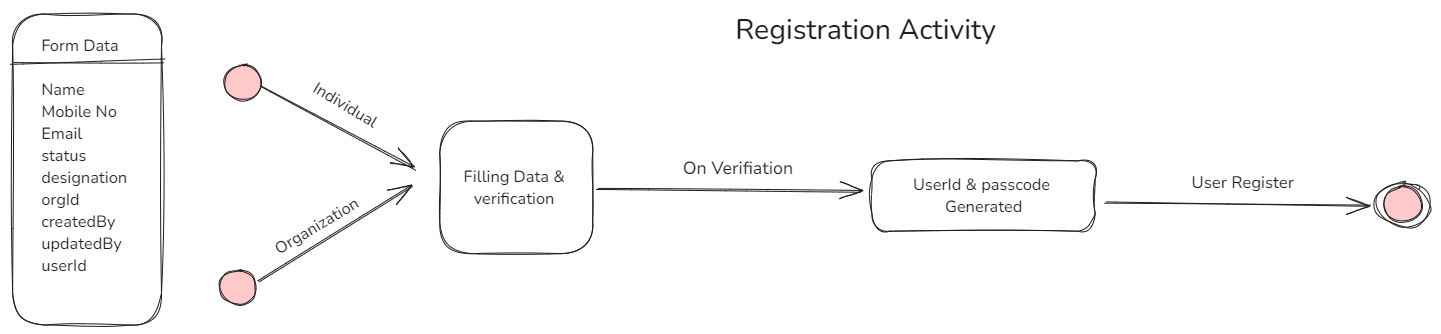 Registration Activity
Form Data
Name
Mobile No
Email
status
designation
orgId
createdBy
updatedBy
userId
Individual
Organization
Filling Data &
verification
On Verifiation
UserId & passcode
Generated
User Register